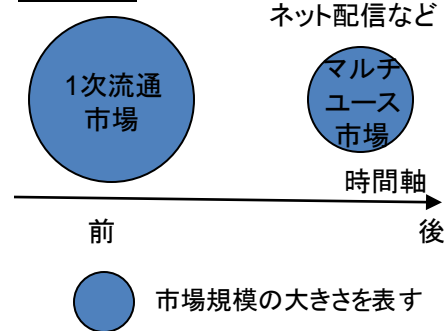 ネット配信など
1次流通
市場
マルチ
ユース
市場
時間軸
前
後
市場規模の大きさを表す